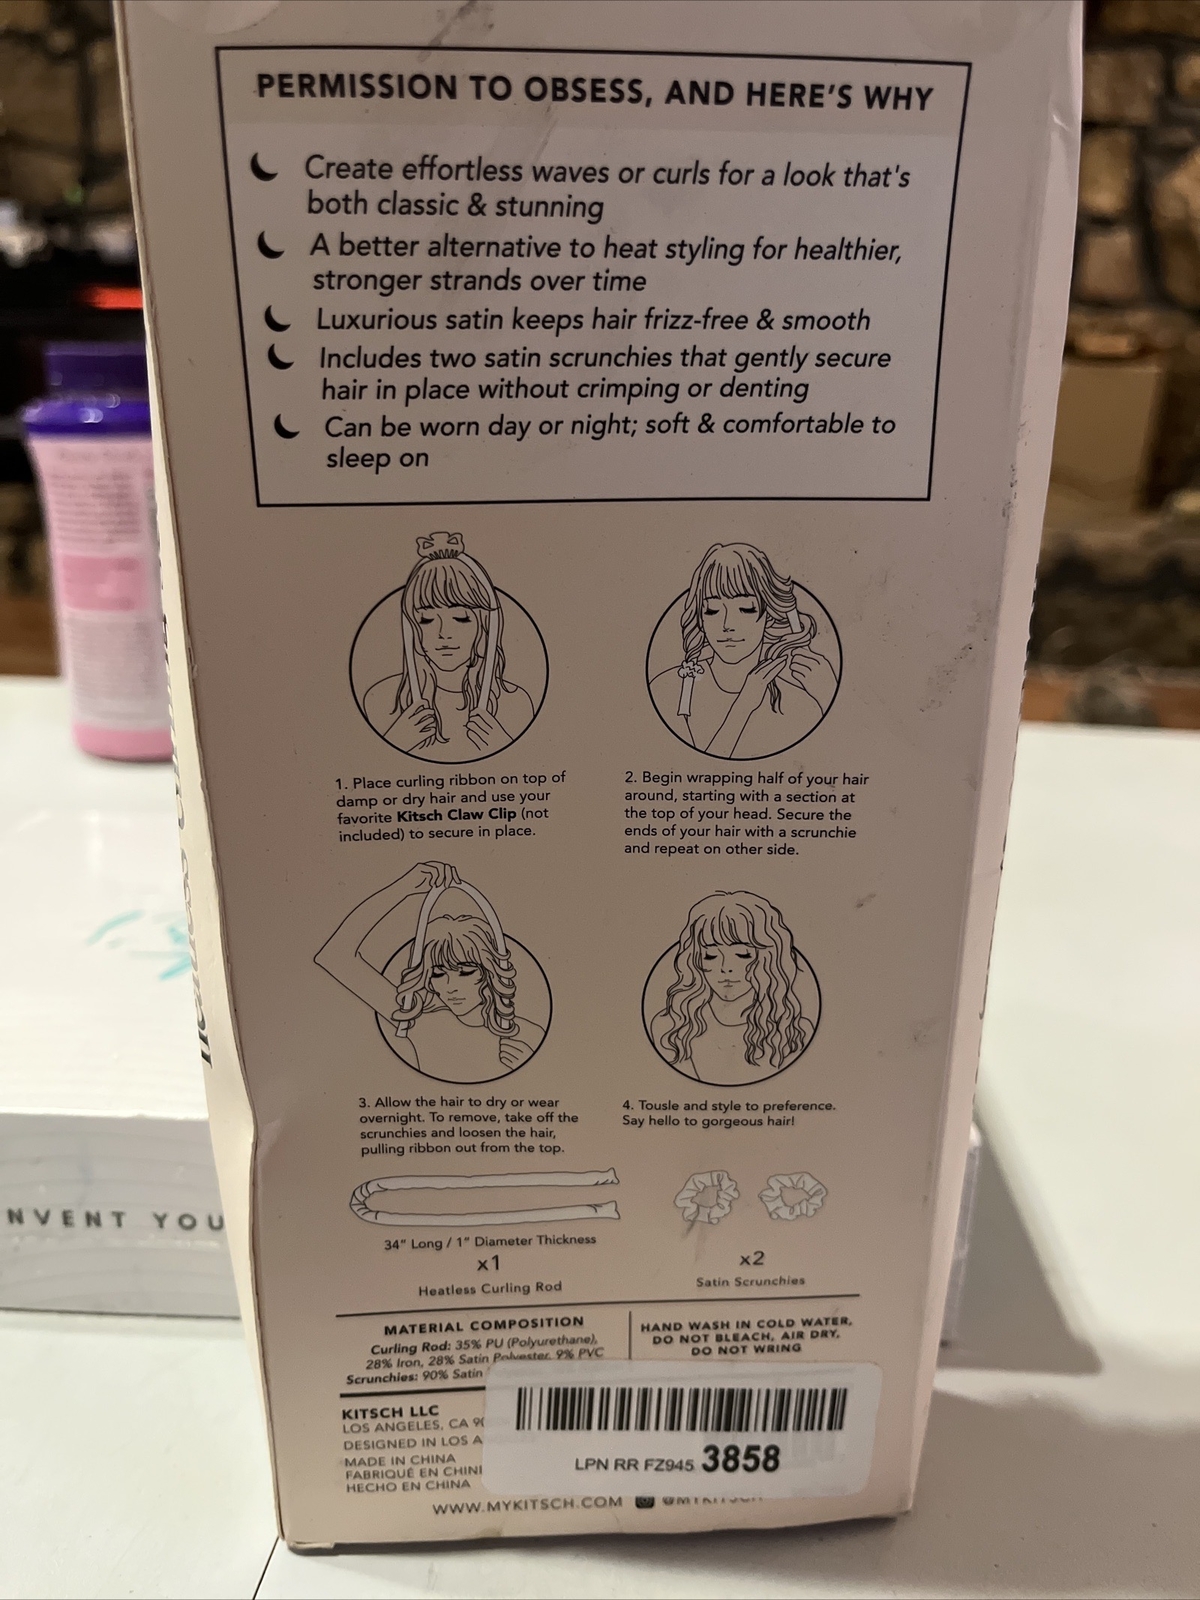 PERMISSION TO OBSESS, AND HERE'S WHY
Create effortless waves or curls for a look that's
both classic & stunning
A better alternative to heat styling for healthier,
stronger strands over time
Luxurious satin keeps hair frizz-free & smooth
Includes two satin scrunchies that gently secure
hair in place without crimping or denting
Can be worn day or night; soft & comfortable to
sleep on
1. Place curling ribbon on top of
damp or dry hair and use your
favorite Kitsch Claw Clip (not
included) to secure in place.
2. Begin wrapping half of your hair
around, starting with a section at
the top of your head. Secure the
ends of your hair with a scrunchie
and repeat on other side.
3. Allow the hair to dry or wear
overnight. To remove, take off the
scrunchies and loosen the hair,
pulling ribbon out from the top.
4. Tousle and style to preference.
Say hello to gorgeous hair!
34" Long / 1" Diameter Thickness
x1
Heatless Curling Rod
x2
Satin Scrunchies
MATERIAL COMPOSITION
Curling Rod: 35% PU (Polyurethane),
28% Iron, 28% Satin Polyester, 9% PVC
Scrunchies: 90% Satin
HAND WASH IN COLD WATER,
DO NOT BLEACH, AIR DRY,
DO NOT WRING
KITSCH LLC
LOS ANGELES, CA 90
DESIGNED IN LOS A
MADE IN CHINA
FABRIQUÉ EN CHINE
HECHO EN CHINA
LPN RR FZ945 3858
WWW.MYKITSCH.COM @MYKITSCH
NVENT YOU